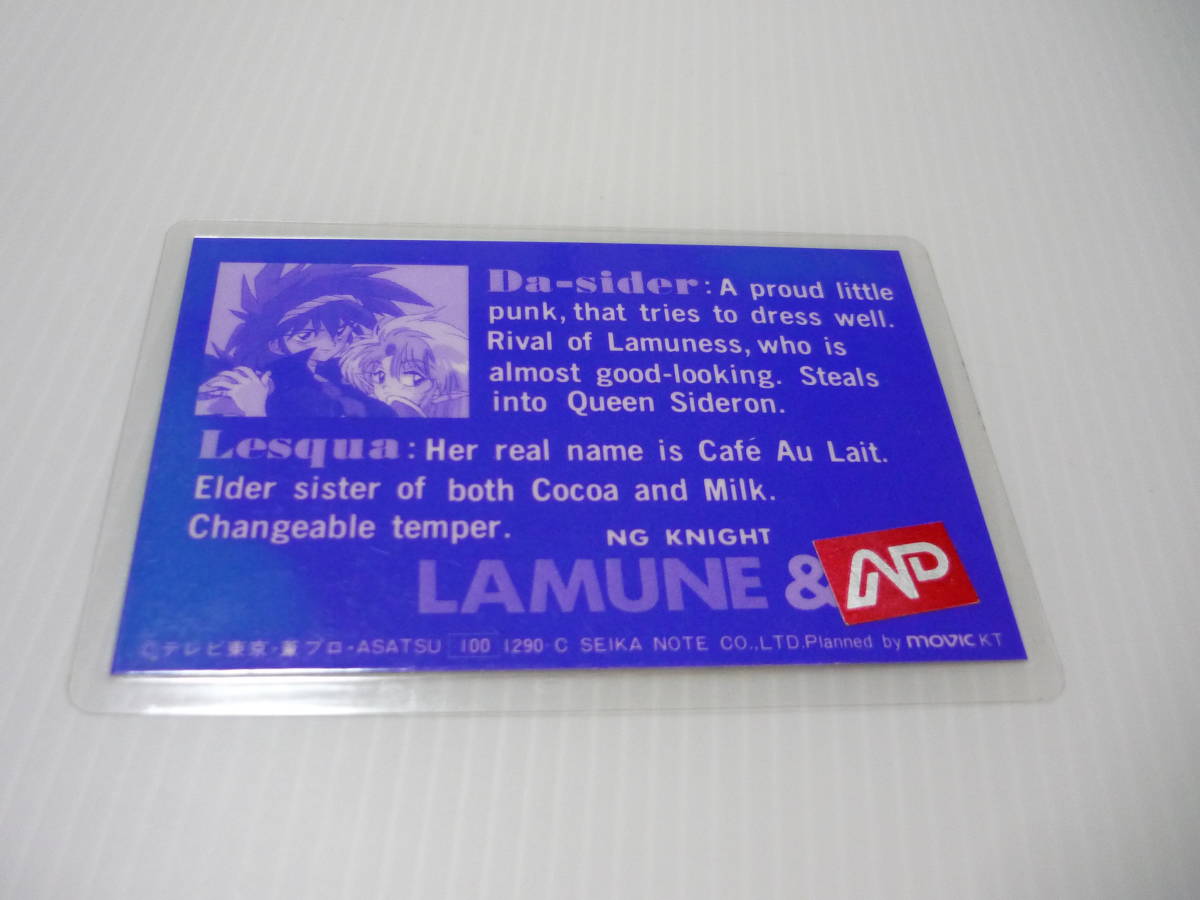 Da-sider: A proud little
punk, that tries to dress well.
Rival of Lamuness, who is
almost good-looking. Steals
into Queen Sideron.
Lesqua: Her real name is Café Au Lait.
Elder sister of both Cocoa and Milk.
Changeable temper.
NG KNIGHT
LAMUNE &
AD
©テレビ東京・葦プロ・ASATSU 100 1290 C SEIKA NOTE CO.,LTD. Planned by movic KT